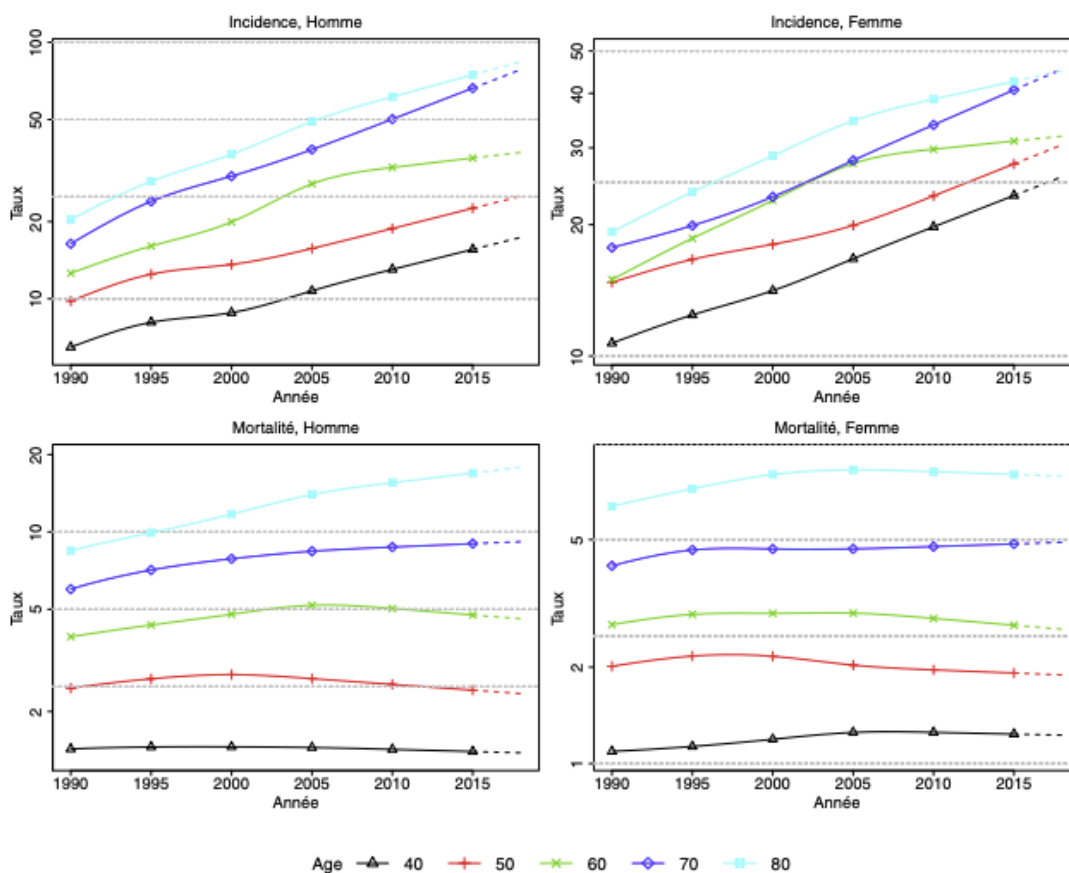 Incidence, Homme
Taux
100
50
20
10
1990 1995 2000 2005 2010 2015
Année
Incidence, Femme
Taux
50
40
30
20
10
1990 1995 2000 2005 2010 2015
Année
Mortalité, Homme
Taux
20
10
5
2
1990 1995 2000 2005 2010 2015
Année
Mortalité, Femme
Taux
5
2
1
1990 1995 2000 2005 2010 2015
Année
Age 40 50 60 70 80